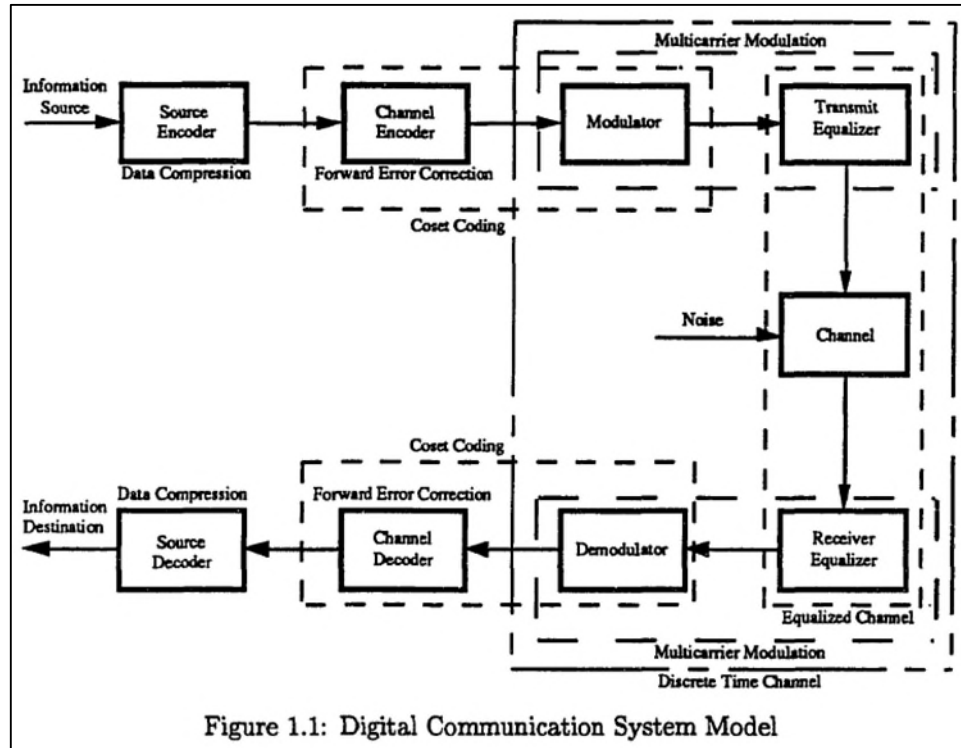 Multicarrier Modulation
Information
Source
Source
Encoder
Data Compression
Channel
Encoder
Forward Error Correction
Modulator
Transmit
Equalizer
Coset Coding
Noise
Channel
Coset Coding
Data Compression
Forward Error Correction
Information
Destination
Source
Decoder
Channel
Decoder
Demodulator
Receiver
Equalizer
Equalized Channel
Multicarrier Modulation
Discrete Time Channel
Figure 1.1: Digital Communication System Model